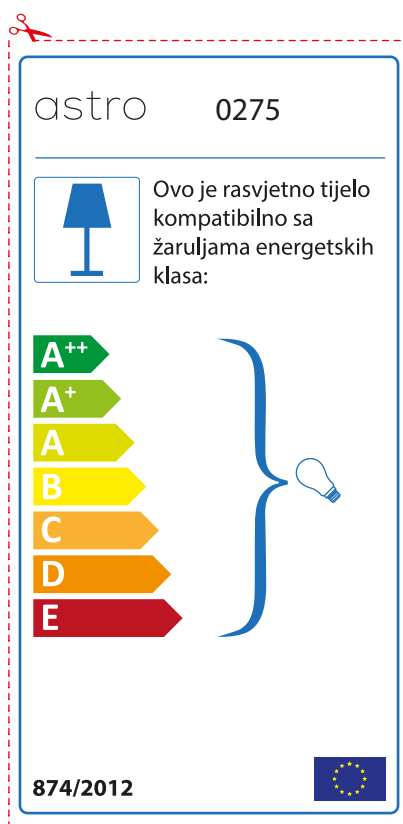 astro 0275
Ovo je rasvjetno tijelo
kompatibilno sa
žaruljama energetskih
klasa:
A++
A+
A
B
C
D
E
874/2012